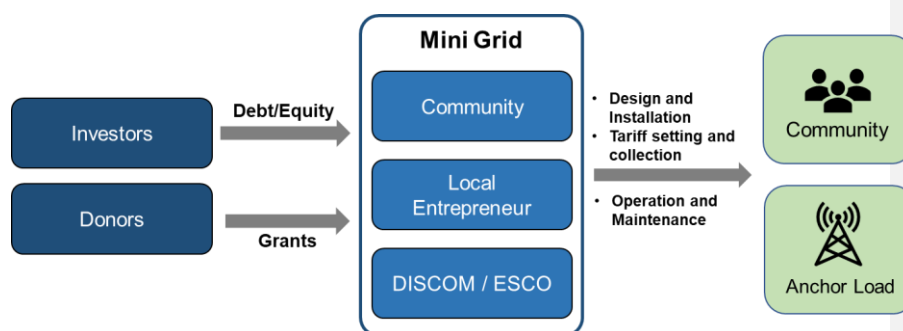 Mini Grid
Investors
Donors
Debt/Equity
Grants
Community
Local
Entrepreneur
DISCOM / ESCO
• Design and
Installation
• Tariff setting and
collection
• Operation and
Maintenance
Community
Anchor Load